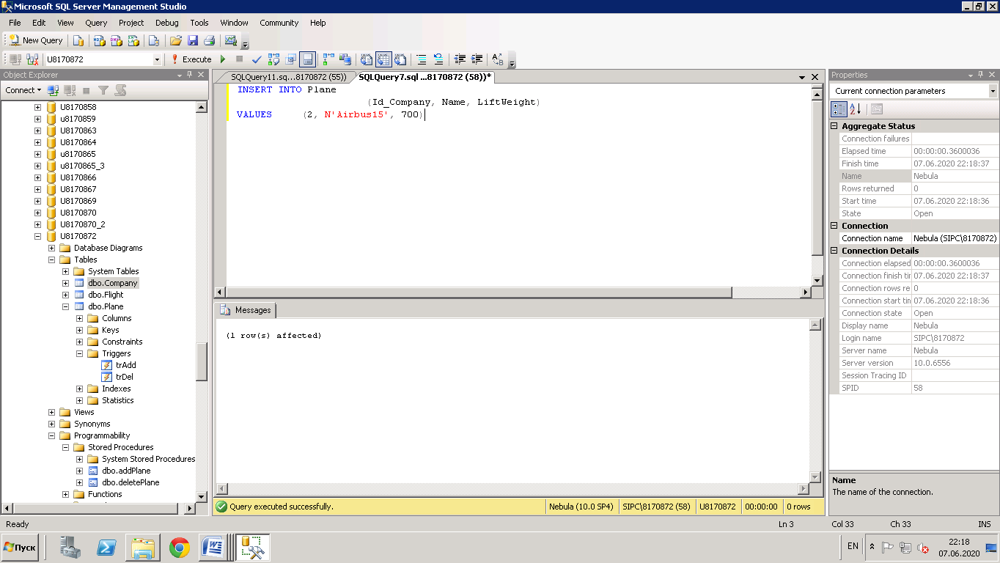 Microsoft SQL Server Management Studio
File Edit View Query Project Debug Tools Window Community Help
New Query
U8170872 Execute
Object Explorer
Connect
U8170858
u8170859
U8170863
U8170864
u8170865
u8170865_3
U8170866
U8170867
U8170869
U8170870
U8170870_2
U8170872
Database Diagrams
Tables
System Tables
dbo.Company
dbo.Flight
dbo.Plane
Columns
Keys
Constraints
Triggers
trAdd
trDel
Indexes
Statistics
Views
Synonyms
Programmability
Stored Procedures
System Stored Procedures
dbo.addPlane
dbo.deletePlane
Functions
SQLQuery11.sq...8170872 (55)) SQLQuery7.sql ...8170872 (58))*
INSERT INTO Plane
(Id_Company, Name, LiftWeight)
VALUES (2, N'Airbus15', 700)
Messages
(1 row(s) affected)
Query executed successfully. Nebula (10.0 SP4) SIPC\8170872 (58) U8170872 00:00:00 0 rows
Properties
Current connection parameters
Aggregate Status
Connection failures
Elapsed time 00:00:00.3600036
Finish time 07.06.2020 22:18:37
Name Nebula
Rows returned 0
Start time 07.06.2020 22:18:36
State Open
Connection
Connection name Nebula (SIPC\8170872)
Connection Details
Connection elapsed 00:00:00.3600036
Connection finish tir 07.06.2020 22:18:37
Connection rows re 0
Connection start tin 07.06.2020 22:18:36
Connection state Open
Display name Nebula
Login name SIPC\8170872
Server name Nebula
Server version 10.0.6556
Session Tracing ID
SPID 58
Name
The name of the connection.
Ready Ln 3 Col 33 Ch 33 INS
Пуск EN 22:18
07.06.2020